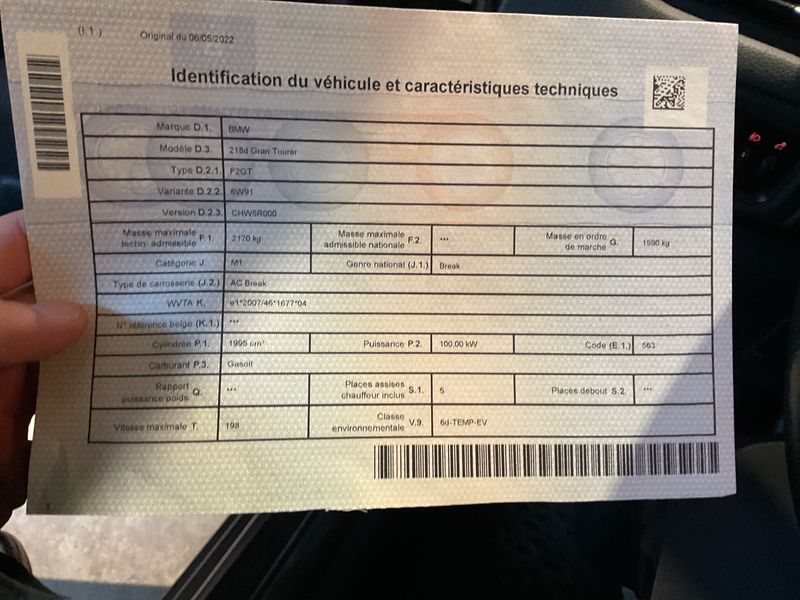 (I.1) Original du 06/05/2022
Identification du véhicule et caractéristiques techniques
Marque D.1. BMW
Modèle D.3. 218d Gran Tourer
Type D.2.1. F2GT
Variante D.2.2. 6W91
Version D.2.3. CHW5R000
Masse maximale techn. admissible F.1. 2170 kg Masse maximale admissible nationale F.2. --- Masse en ordre de marche G. 1590 kg
Catégorie J. M1 Genre national (J.1.) Break
Type de carrosserie (J.2.) AC Break
WVTA K. e1*2007/46*1677*04
N° référence belge (K.1.) ---
Cylindrée P.1. 1995 cm³ Puissance P.2. 100,00 kW Code (E.1.) 563
Carburant P.3. Gasoil
Rapport puissance/poids Q. --- Places assises chauffeur inclus S.1. 5 Places debout S.2. ---
Vitesse maximale T. 198 Classe environnementale V.9. 6d-TEMP-EV